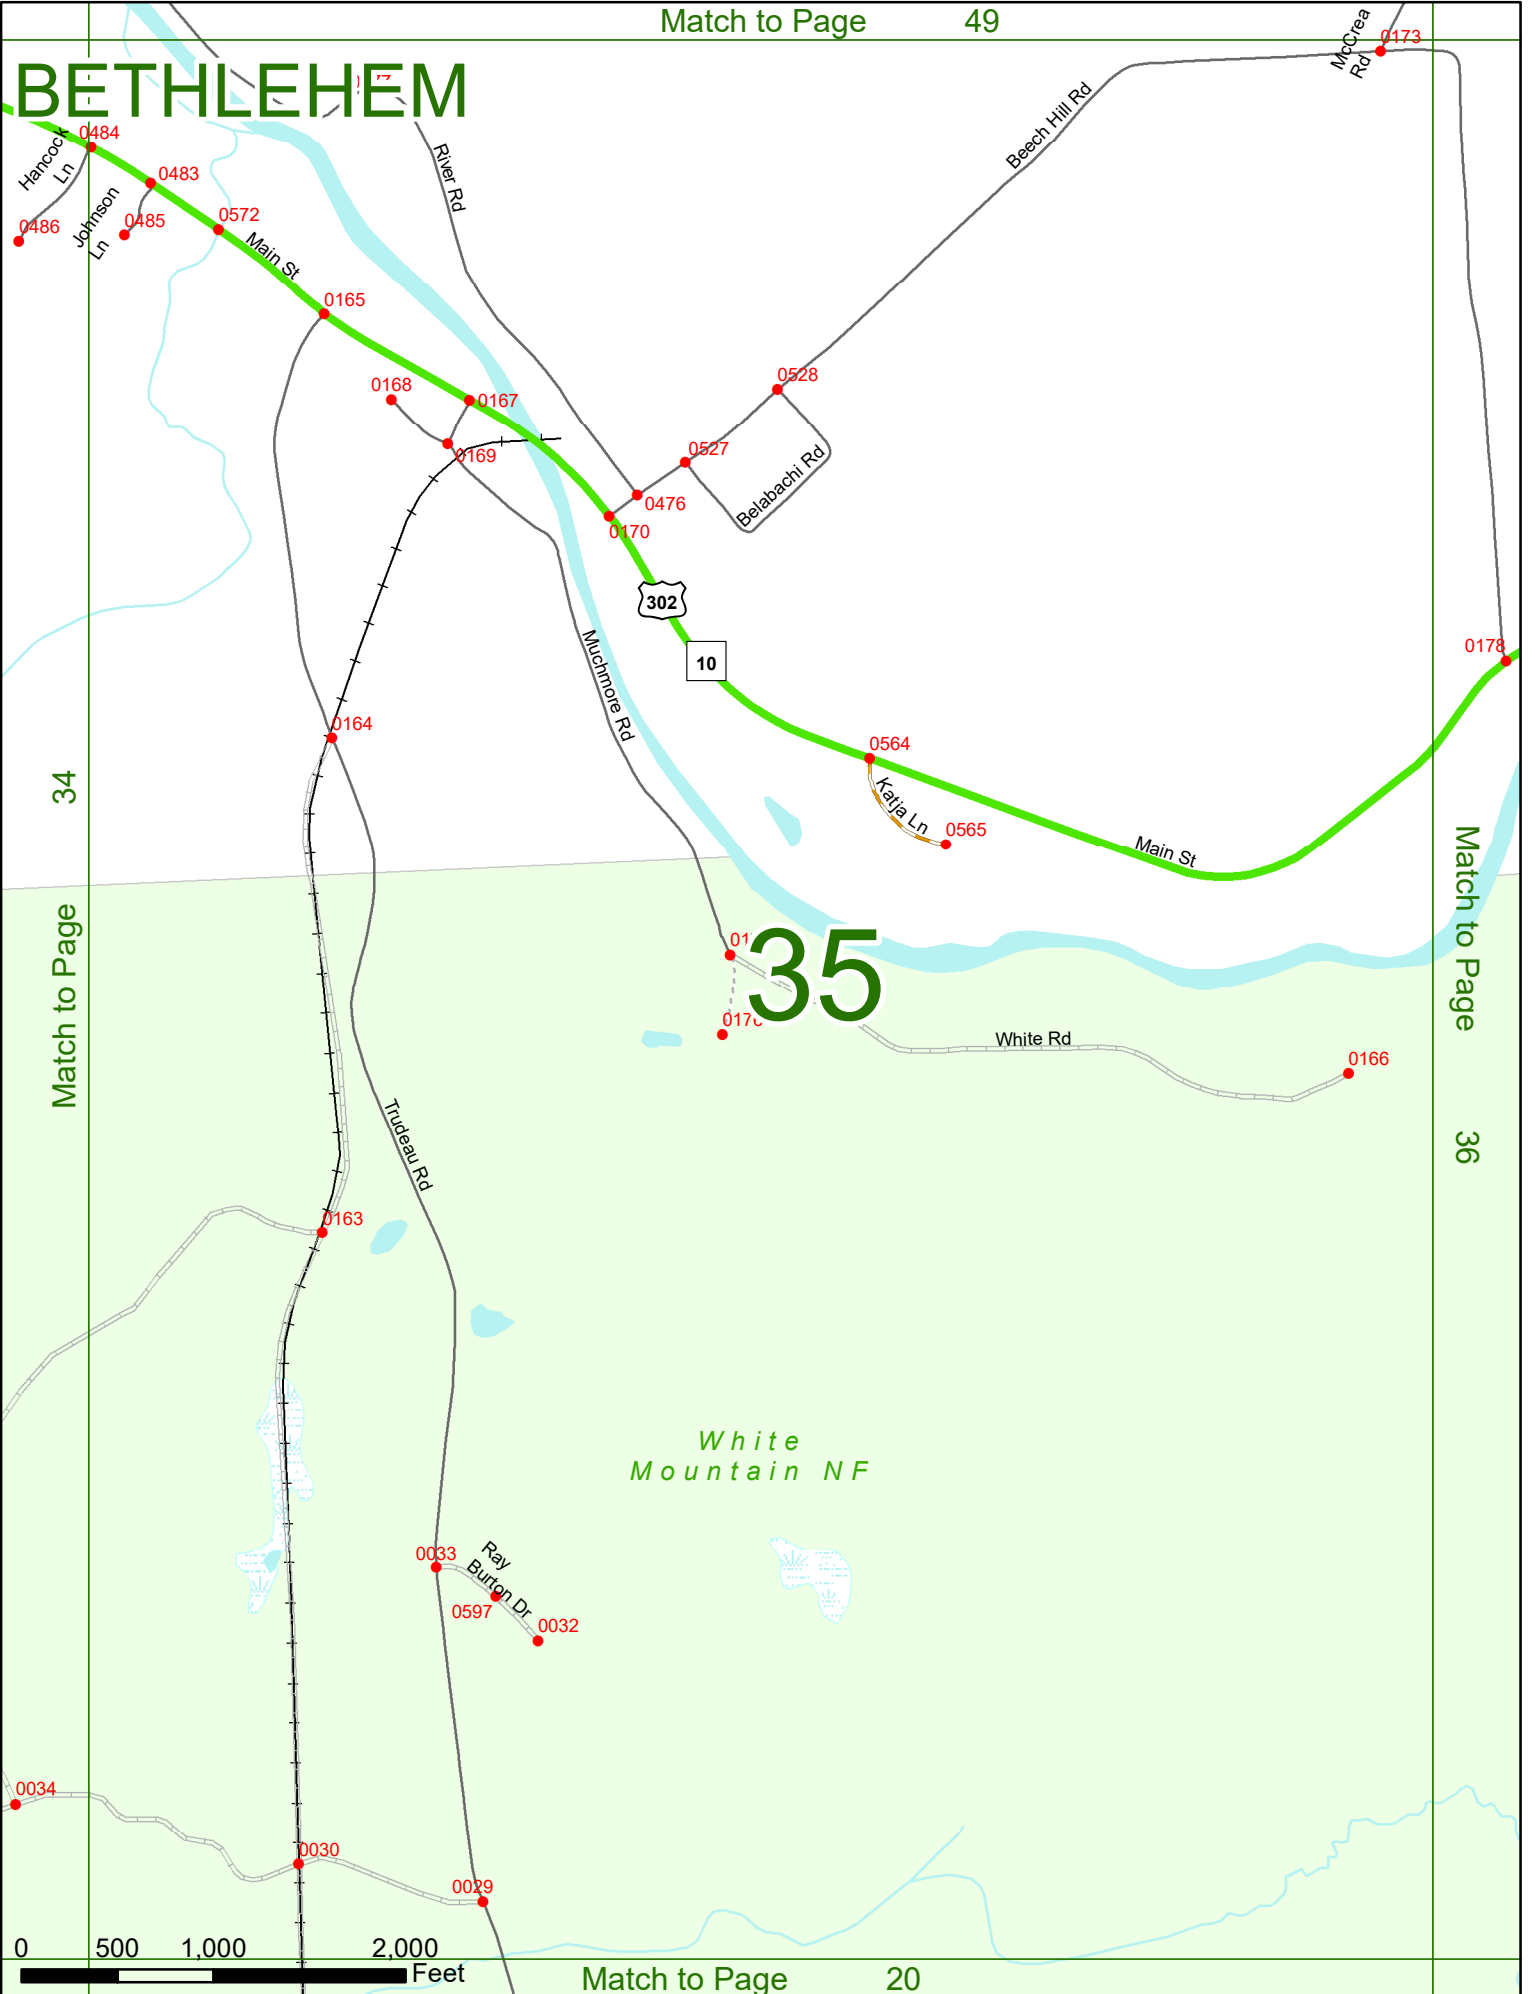 Match to Page 49
BETHLEHEM
McCrea
Rd
0173
0484
Hancock
Ln
0483
0486
Johnson
Ln
0485
0572
Main St
River Rd
Beech Hill Rd
0165
0168
0167
0169
0528
0527
0476
Belabachi Rd
0170
302
10
Muchmore Rd
0178
0164
0564
Katja Ln
0565
Main St
34
Match to Page
Match to Page
36
35
White Rd
0166
Trudeau Rd
0163
White
Mountain NF
0033
Ray
Burton Dr
0597
0032
0034
0030
0029
0 500 1,000 2,000
Feet
Match to Page 20